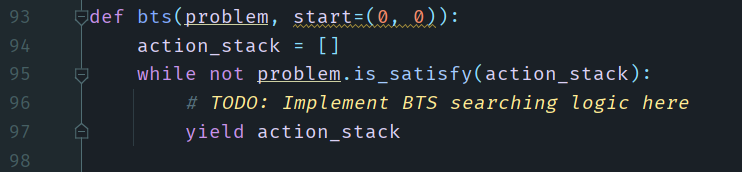 93 def bts(problem, start=(0, 0)):
94     action_stack = []
95     while not problem.is_satisfy(action_stack):
96         # TODO: Implement BTS searching logic here
97         yield action_stack
98